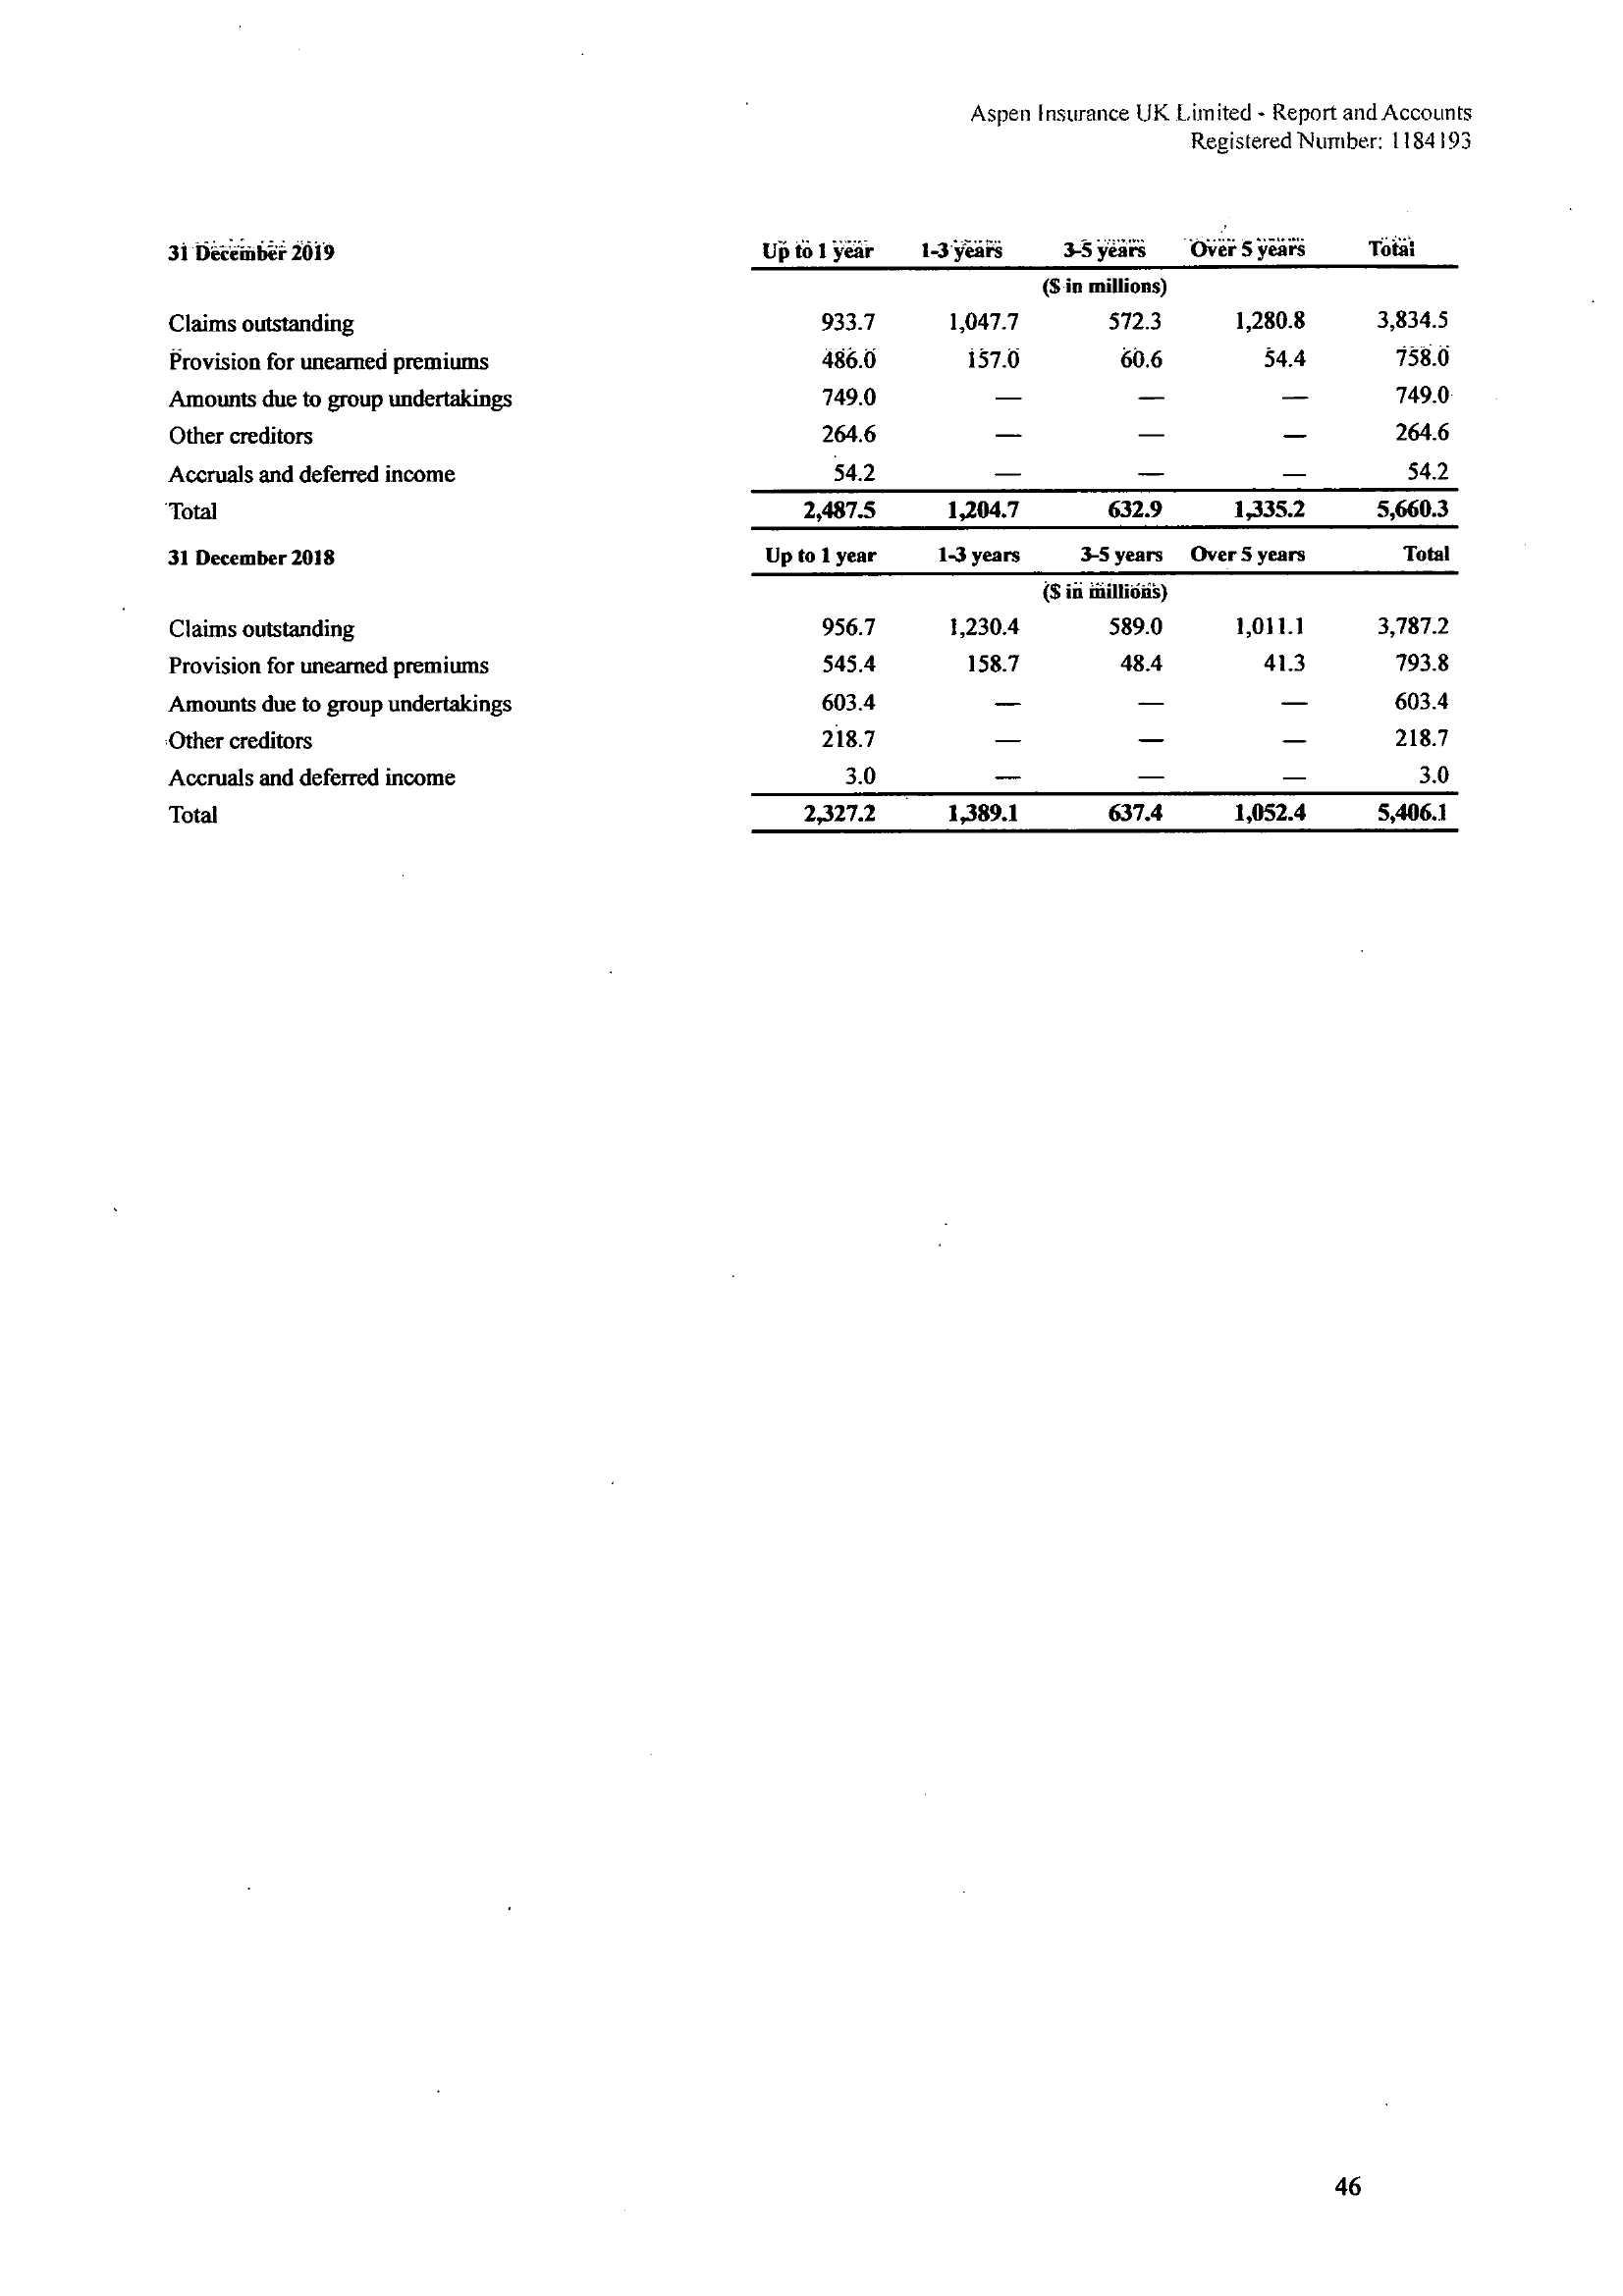 Aspen Insurance UK Limited - Report and Accounts
Registered Number: 1184193
31 December 2019 Up to 1 year 1-3 years 3-5 years Over 5 years Total
($ in millions)
Claims outstanding 933.7 1,047.7 572.3 1,280.8 3,834.5
Provision for unearned premiums 486.0 157.0 60.6 54.4 758.0
Amounts due to group undertakings 749.0 — — — 749.0
Other creditors 264.6 — — — 264.6
Accruals and deferred income 54.2 — — — 54.2
Total 2,487.5 1,204.7 632.9 1,335.2 5,660.3
31 December 2018 Up to 1 year 1-3 years 3-5 years Over 5 years Total
($ in millions)
Claims outstanding 956.7 1,230.4 589.0 1,011.1 3,787.2
Provision for unearned premiums 545.4 158.7 48.4 41.3 793.8
Amounts due to group undertakings 603.4 — — — 603.4
Other creditors 218.7 — — — 218.7
Accruals and deferred income 3.0 — — — 3.0
Total 2,327.2 1,389.1 637.4 1,052.4 5,406.1
46